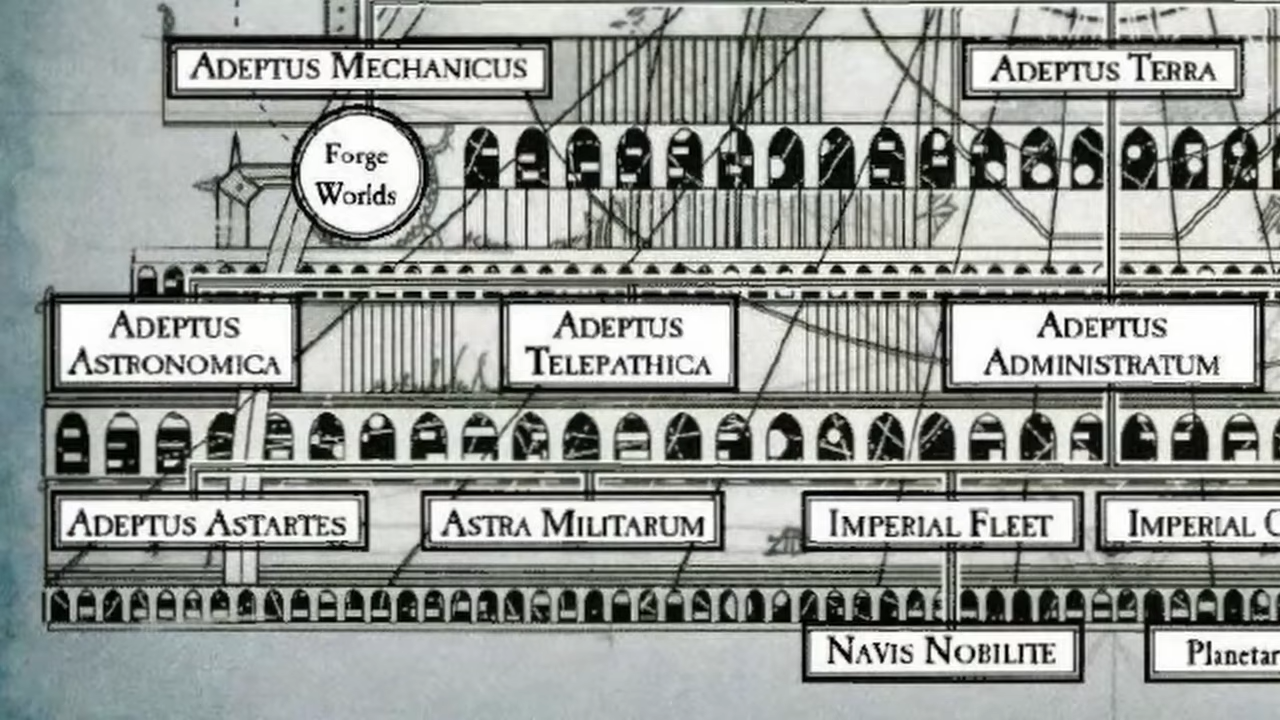 ADEPTUS MECHANICUS
ADEPTUS TERRA
Forge
Worlds
ADEPTUS
ASTRONOMICA
ADEPTUS
TELEPATHICA
ADEPTUS
ADMINISTRATUM
ADEPTUS ASTARTES
ASTRA MILITARUM
IMPERIAL FLEET
IMPERIAL
NAVIS NOBILITE